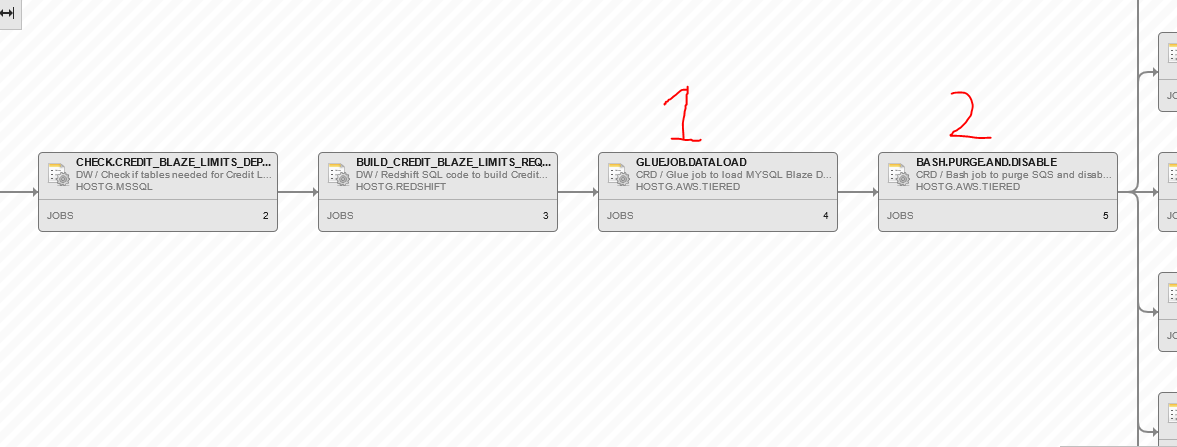 1
2
CHECK.CREDIT_BLAZE_LIMITS_DEP...
DW / Check if tables needed for Credit L...
HOSTG.MSSQL
JOBS 2
BUILD_CREDIT_BLAZE_LIMITS_REQ...
DW / Redshift SQL code to build Credit...
HOSTG.REDSHIFT
JOBS 3
GLUEJOB.DATALOAD
CRD / Glue job to load MYSQL Blaze D...
HOSTG.AWS.TIERED
JOBS 4
BASH.PURGE.AND.DISABLE
CRD / Bash job to purge SQS and disab...
HOSTG.AWS.TIERED
JOBS 5